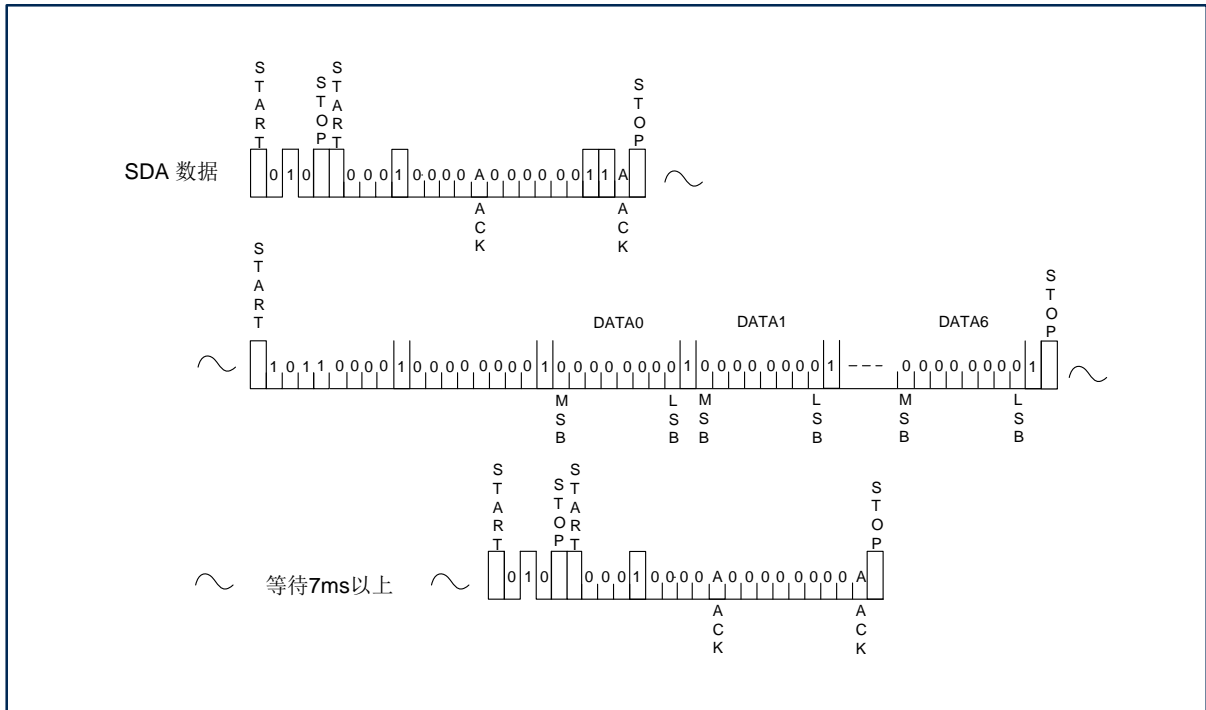 START STOP START STOP
SDA 数据 0 1 0 0 0 0 1 0 0 0 0 A 0 0 0 0 0 0 1 1 A
ACK ACK
START STOP
DATA0 DATA1 DATA6
1 0 1 1 0 0 0 0 1 0 0 0 0 0 0 0 0 1 0 0 0 0 0 0 0 0 1 0 0 0 0 0 0 0 0 1 ---- 0 0 0 0 0 0 0 0 1
MSB LSB MSB LSB MSB LSB
START STOP START STOP
等待7ms以上 0 1 0 0 0 0 1 0 0 0 0 A 0 0 0 0 0 0 0 0 A
ACK ACK